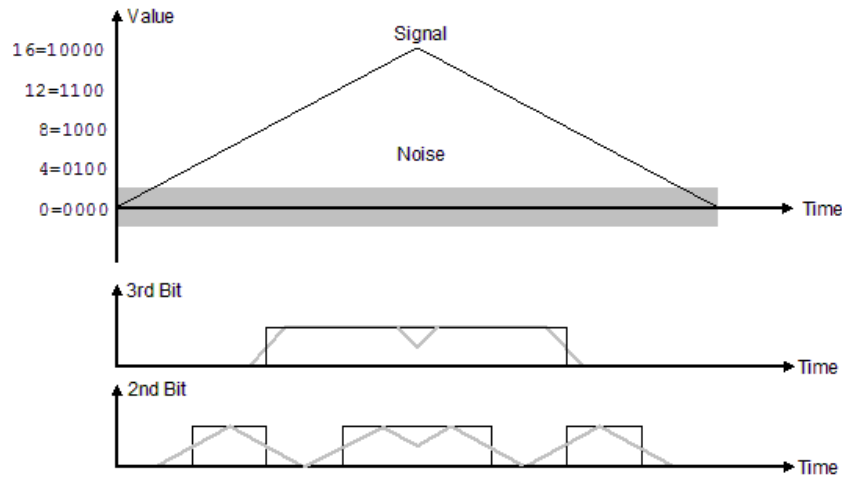 Value
Signal
16=10000
12=1100
8=1000
Noise
4=0100
0=0000
Time
3rd Bit
Time
2nd Bit
Time